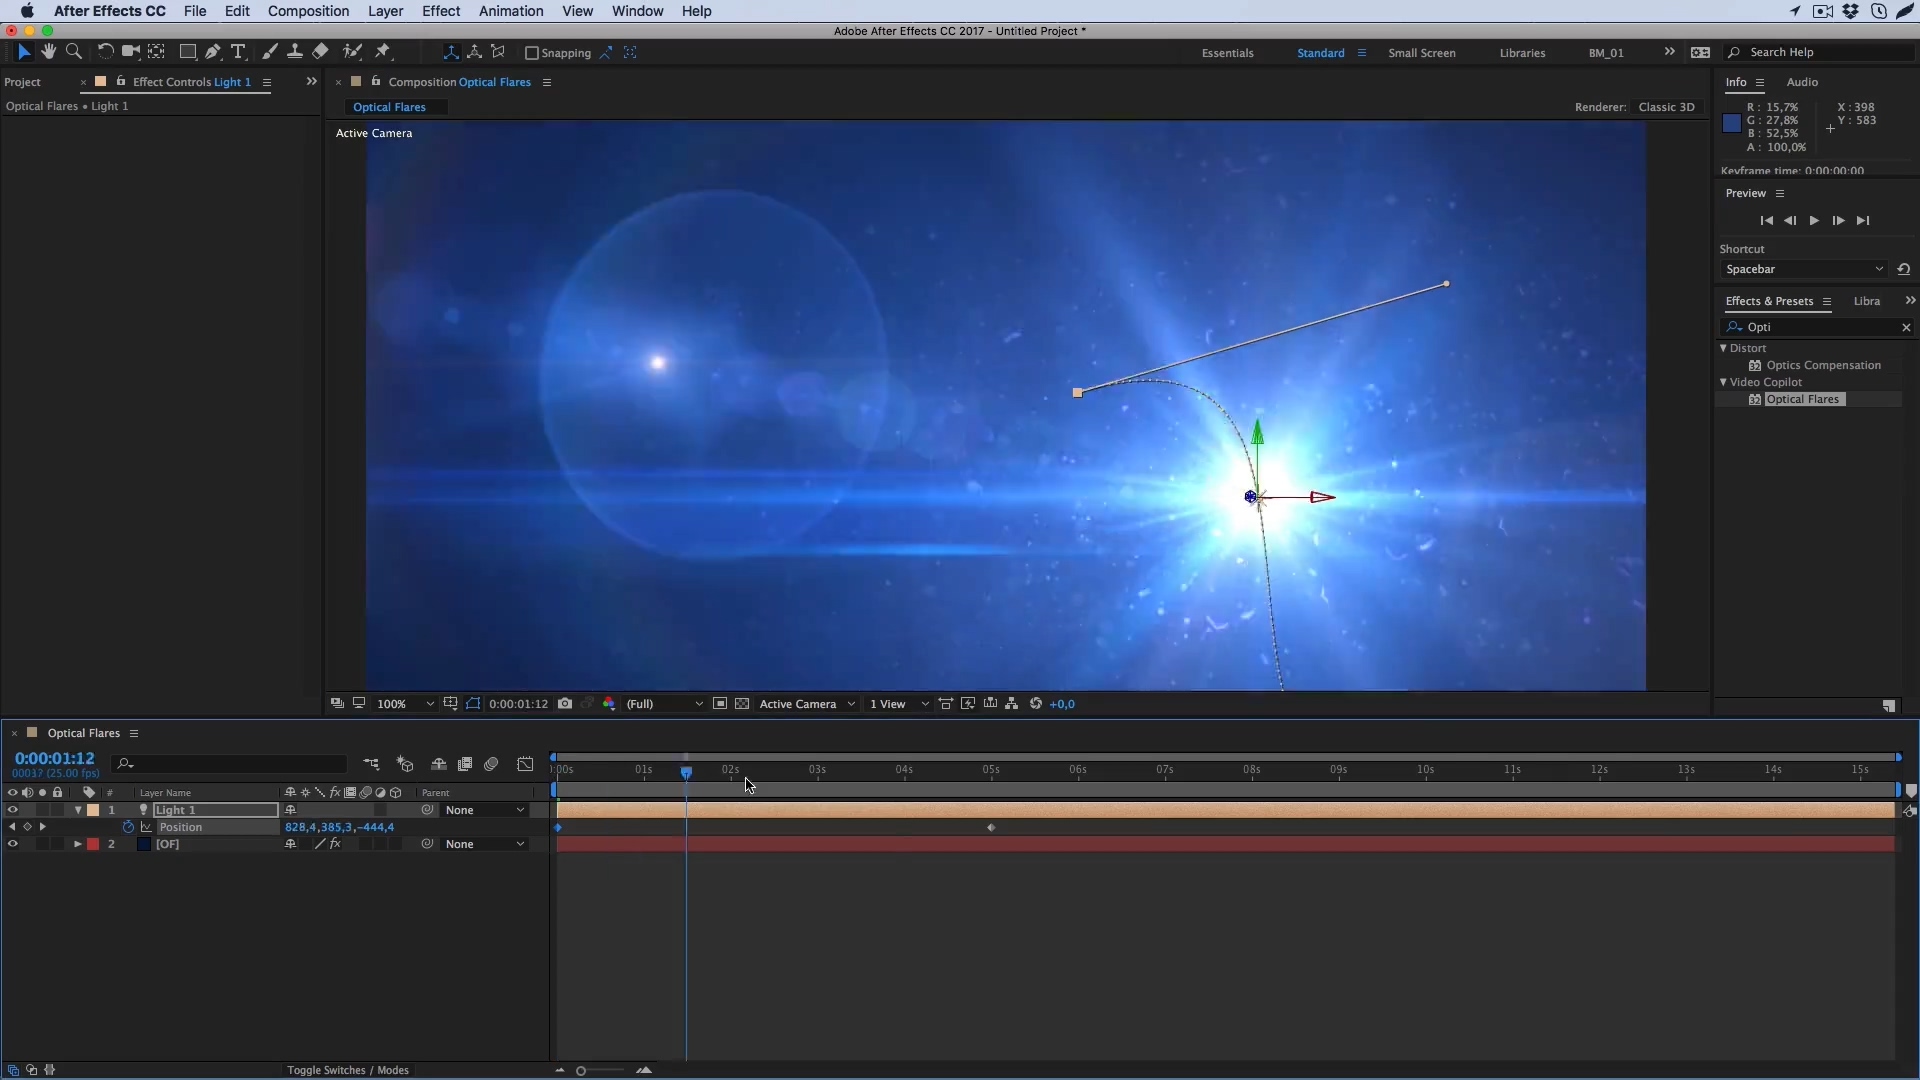 After Effects CC File Edit Composition Layer Effect Animation View Window Help
Adobe After Effects CC 2017 - Untitled Project *
Snapping Essentials Standard Small Screen Libraries BM_01 Search Help
Project Effect Controls Light 1 Composition Optical Flares Info Audio
Optical Flares • Light 1 Optical Flares Renderer: Classic 3D
Active Camera
R: 15,7% X: 398
G: 27,8% Y: 583
B: 52,5%
A: 100,0%
Keyframe time: 0:00:00:00
Preview
Shortcut
Spacebar
Effects & Presets Libra
Opti
Distort
32 Optics Compensation
Video Copilot
32 Optical Flares
100% 0:00:01:12 (Full) Active Camera 1 View +0,0
Optical Flares
0:00:01:12
00037 (25.00 fps)
:00s 01s 02s 03s 04s 05s 06s 07s 08s 09s 10s 11s 12s 13s 14s 15s
# Layer Name fx Parent
1 Light 1 None
Position 828,4,385,3,-444,4
2 [OF] fx None
Toggle Switches / Modes